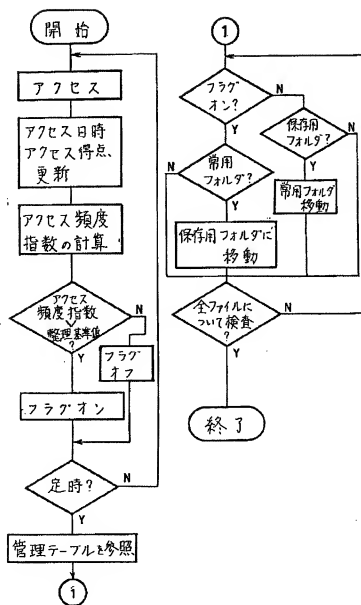 開始
アクセス
アクセス日時
アクセス得点、
更新
アクセス頻度
指数の計算
アクセス
頻度指数
整理基準値
?
N
Y
フラグ
オフ
フラグオン
定時?
N
Y
管理テーブルを参照
1
1
フラグ
オン?
N
Y
保存用
フォルダ?
N
Y
常用
フォルダ?
N
Y
常用フォルダ
移動
保存用フォルダに
移動
全ファイルに
ついて検査
?
N
Y
終了